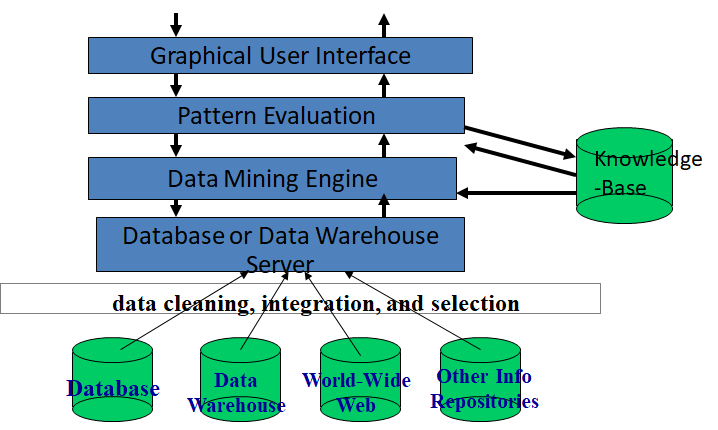 Graphical User Interface
Pattern Evaluation
Knowledge
-Base
Data Mining Engine
Database or Data Warehouse
Server
data cleaning, integration, and selection
Database
Data
Warehouse
World-Wide
Web
Other Info
Repositories